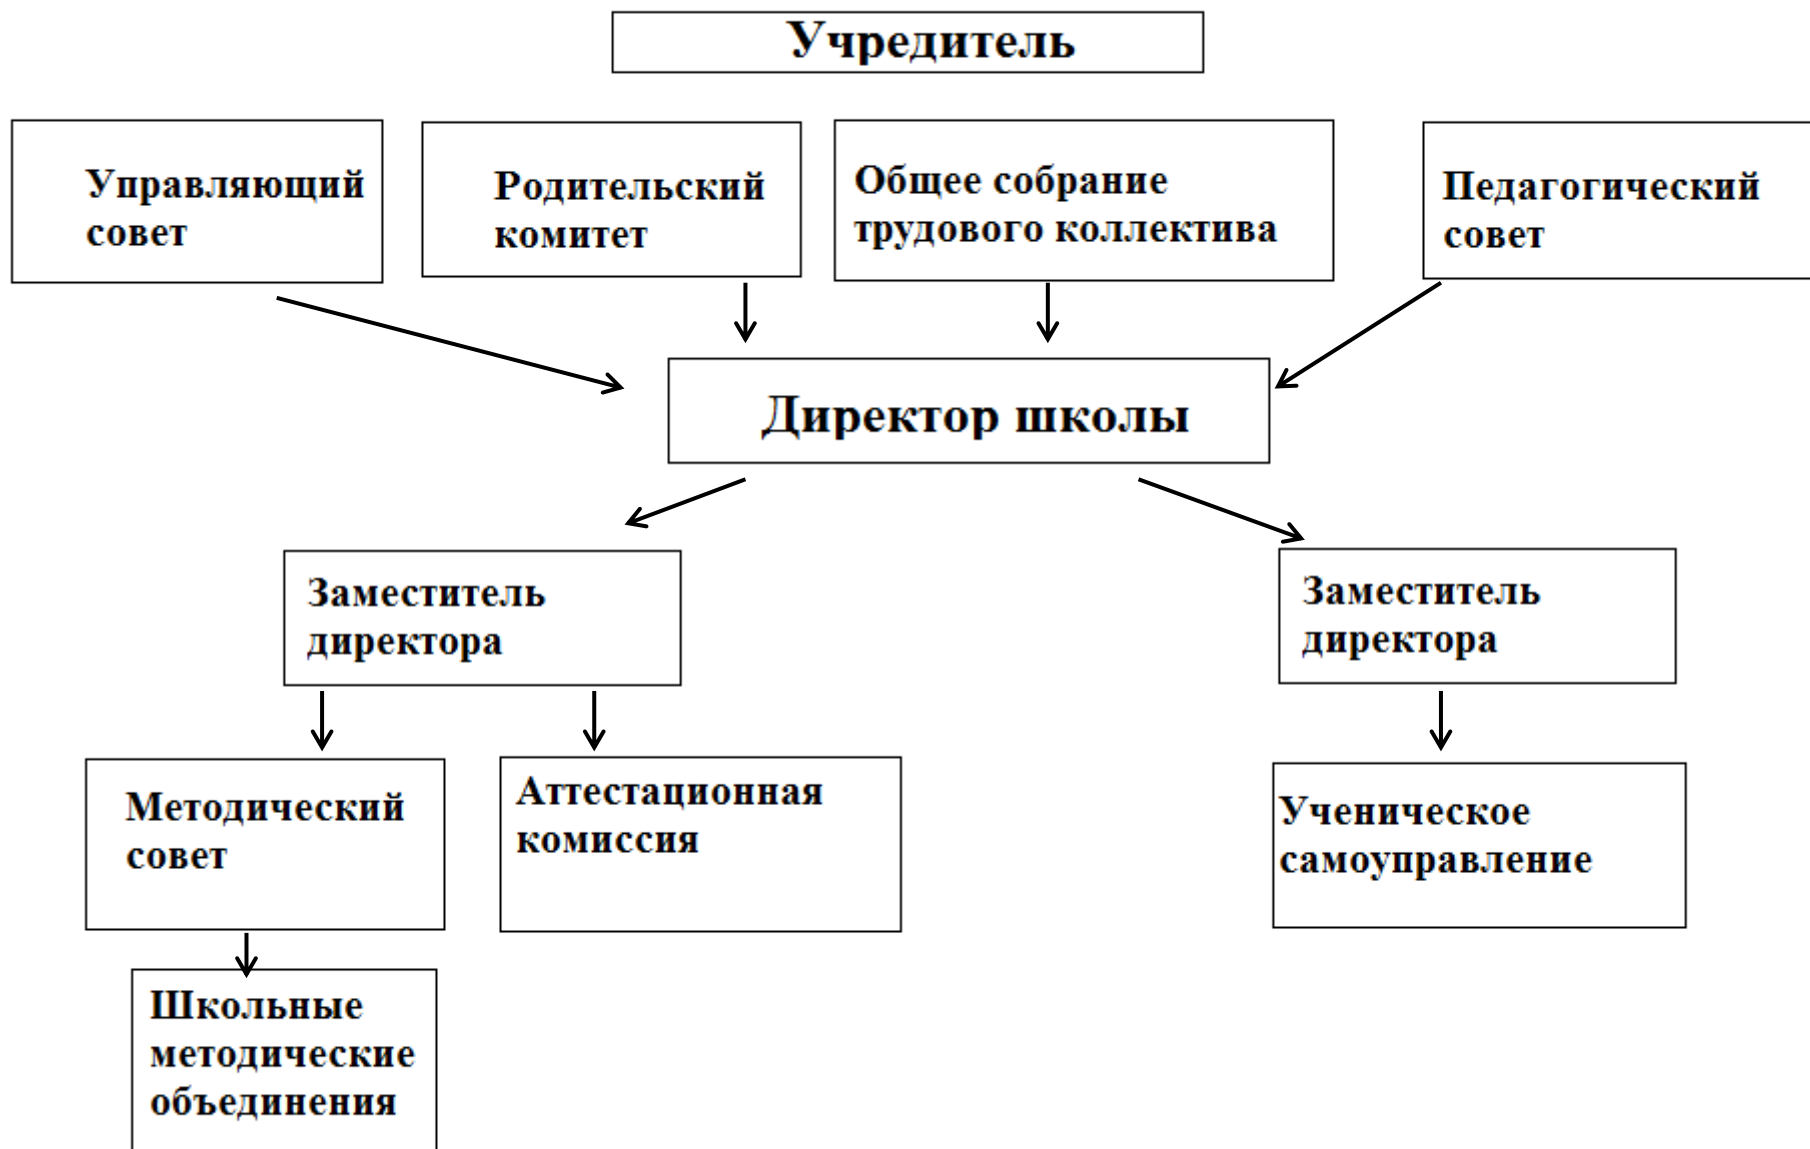 Учредитель
Управляющий
совет
Родительский
комитет
Общее собрание
трудового коллектива
Педагогический
совет
Директор школы
Заместитель
директора
Заместитель
директора
Методический
совет
Аттестационная
комиссия
Ученическое
самоуправление
Школьные
методические
объединения